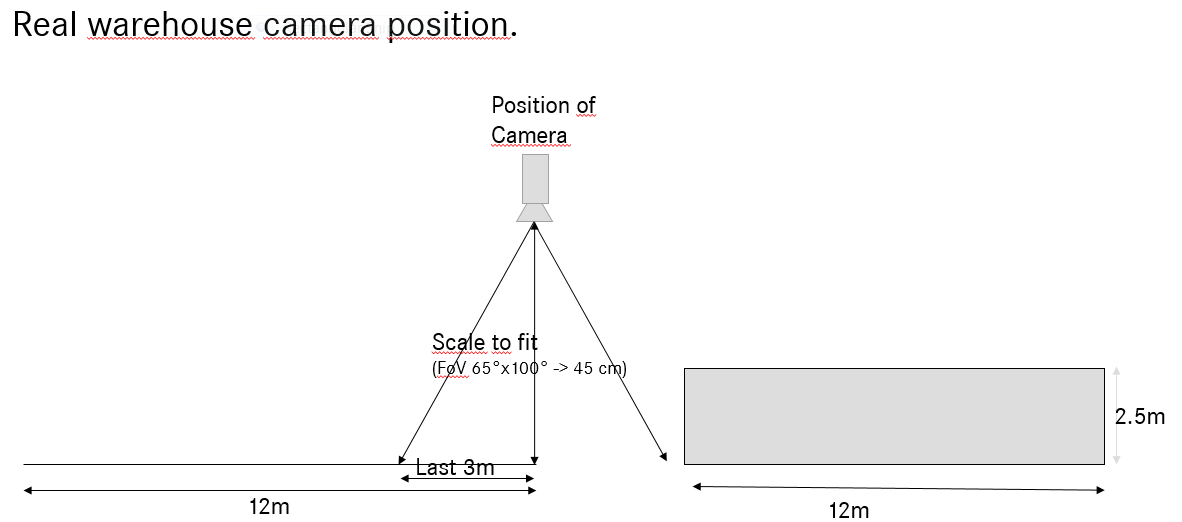 Real warehouse camera position.
Position of
Camera
Scale to fit
(FoV 65°x100° -> 45 cm)
2.5m
Last 3m
12m
12m